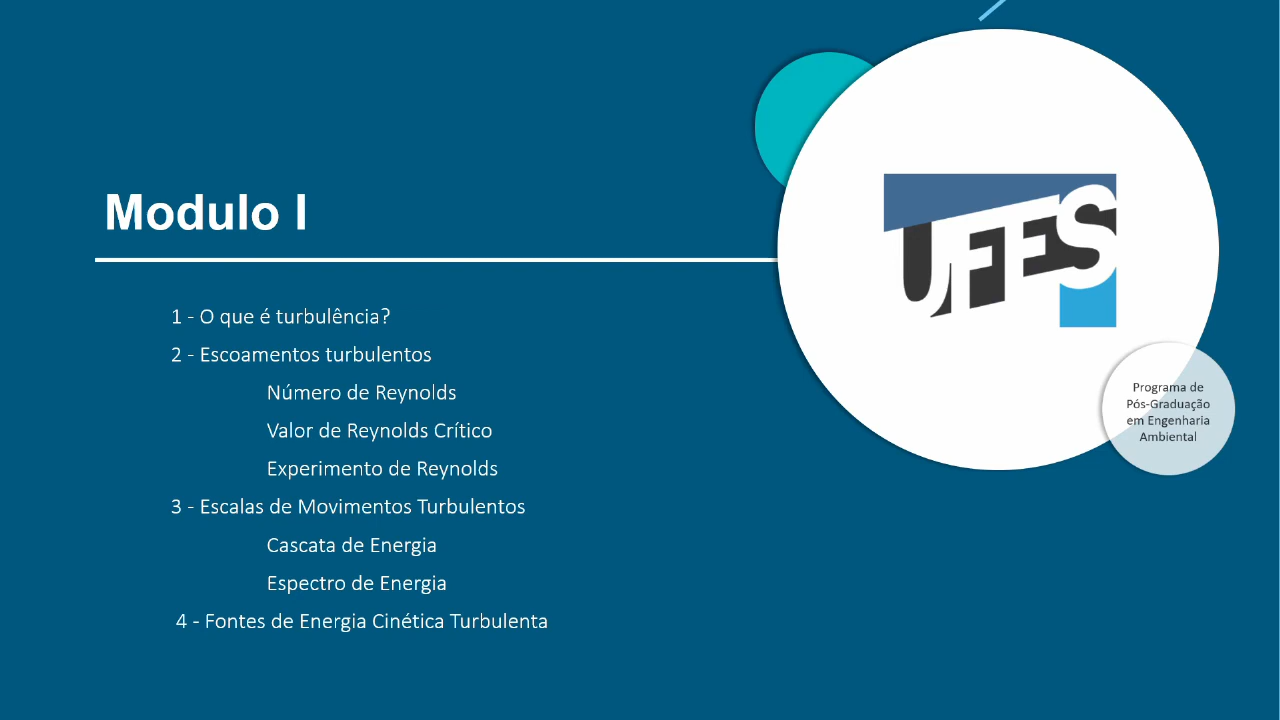 Modulo I
1 - O que é turbulência?
2 - Escoamentos turbulentos
Número de Reynolds
Valor de Reynolds Crítico
Experimento de Reynolds
3 - Escalas de Movimentos Turbulentos
Cascata de Energia
Espectro de Energia
4 - Fontes de Energia Cinética Turbulenta
UFES
Programa de
Pós-Graduação
em Engenharia
Ambiental